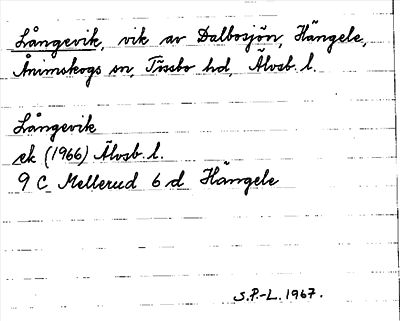 Långevik, vik av Dalbosjön, Hängele,
Ånimskogs sn, Tössbo hd, Älvsb. l.
Långevik
ek (1966) Älvsb. l.
9 C Mellerud 6 d Hängele
S.P.-L. 1967.